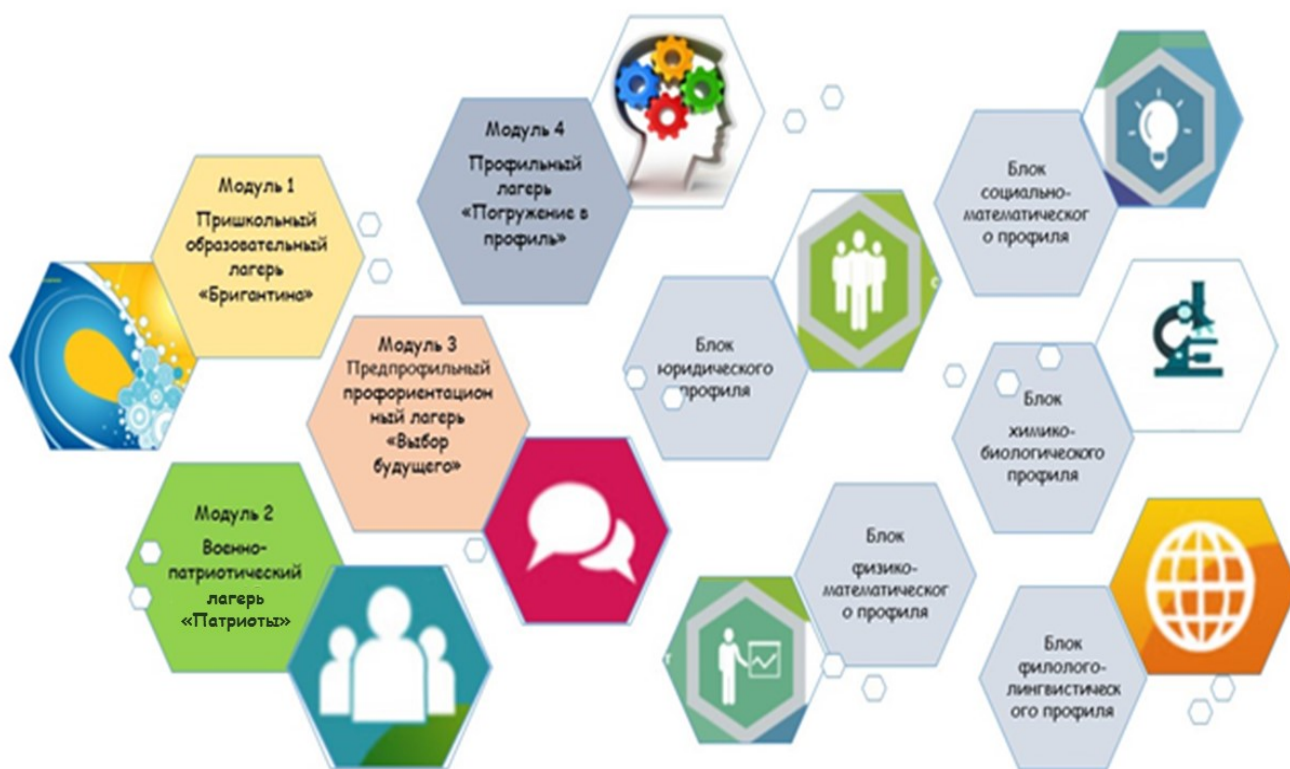 Модуль 1
Пришкольный
образовательный
лагерь
«Бригантина»
Модуль 2
Военно-
патриотический
лагерь
«Патриоты»
Модуль 3
Предпрофильный
профориентацион
ный лагерь
«Выбор
будущего»
Модуль 4
Профильный
лагерь
«Погружение в
профиль»
Блок
юридического
профиля
Блок
социально-
математическог
о профиля
Блок
химико-
биологического
профиля
Блок
физико-
математическог
о профиля
Блок
филолого-
лингвистическ
ого профиля